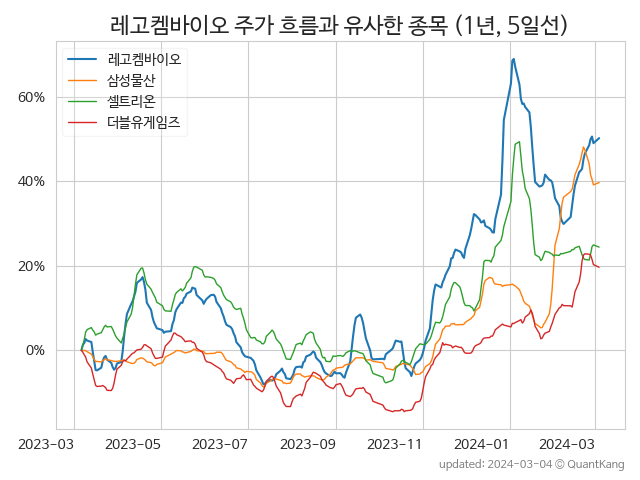 레고켐바이오 주가 흐름과 유사한 종목 (1년, 5일선)
레고켐바이오
삼성물산
셀트리온
더블유게임즈
60%
40%
20%
0%
2023-03 2023-05 2023-07 2023-09 2023-11 2024-01 2024-03
updated: 2024-03-04 © QuantKang